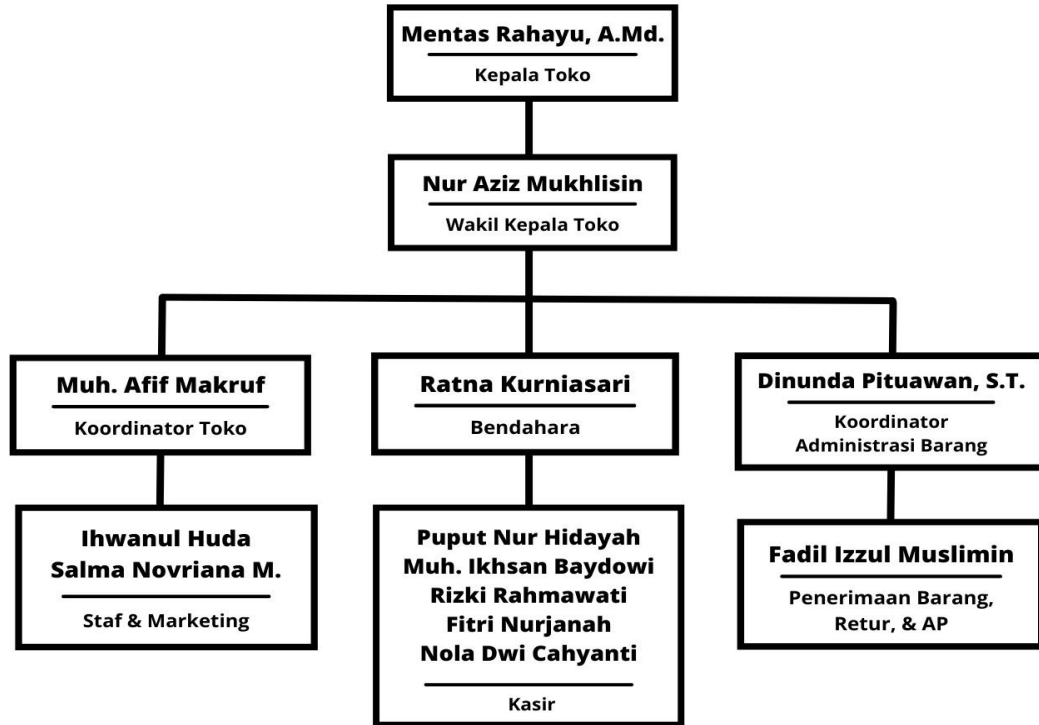 Mentas Rahayu, A.Md.
Kepala Toko
Nur Aziz Mukhlisin
Wakil Kepala Toko
Muh. Afif Makruf
Koordinator Toko
Ratna Kurniasari
Bendahara
Dinunda Pituawan, S.T.
Koordinator
Administrasi Barang
Ihwanul Huda
Salma Novriana M.
Staf & Marketing
Puput Nur Hidayah
Muh. Ikhsan Baydowi
Rizki Rahmawati
Fitri Nurjanah
Nola Dwi Cahyanti
Kasir
Fadil Izzul Muslimin
Penerimaan Barang,
Retur, & AP